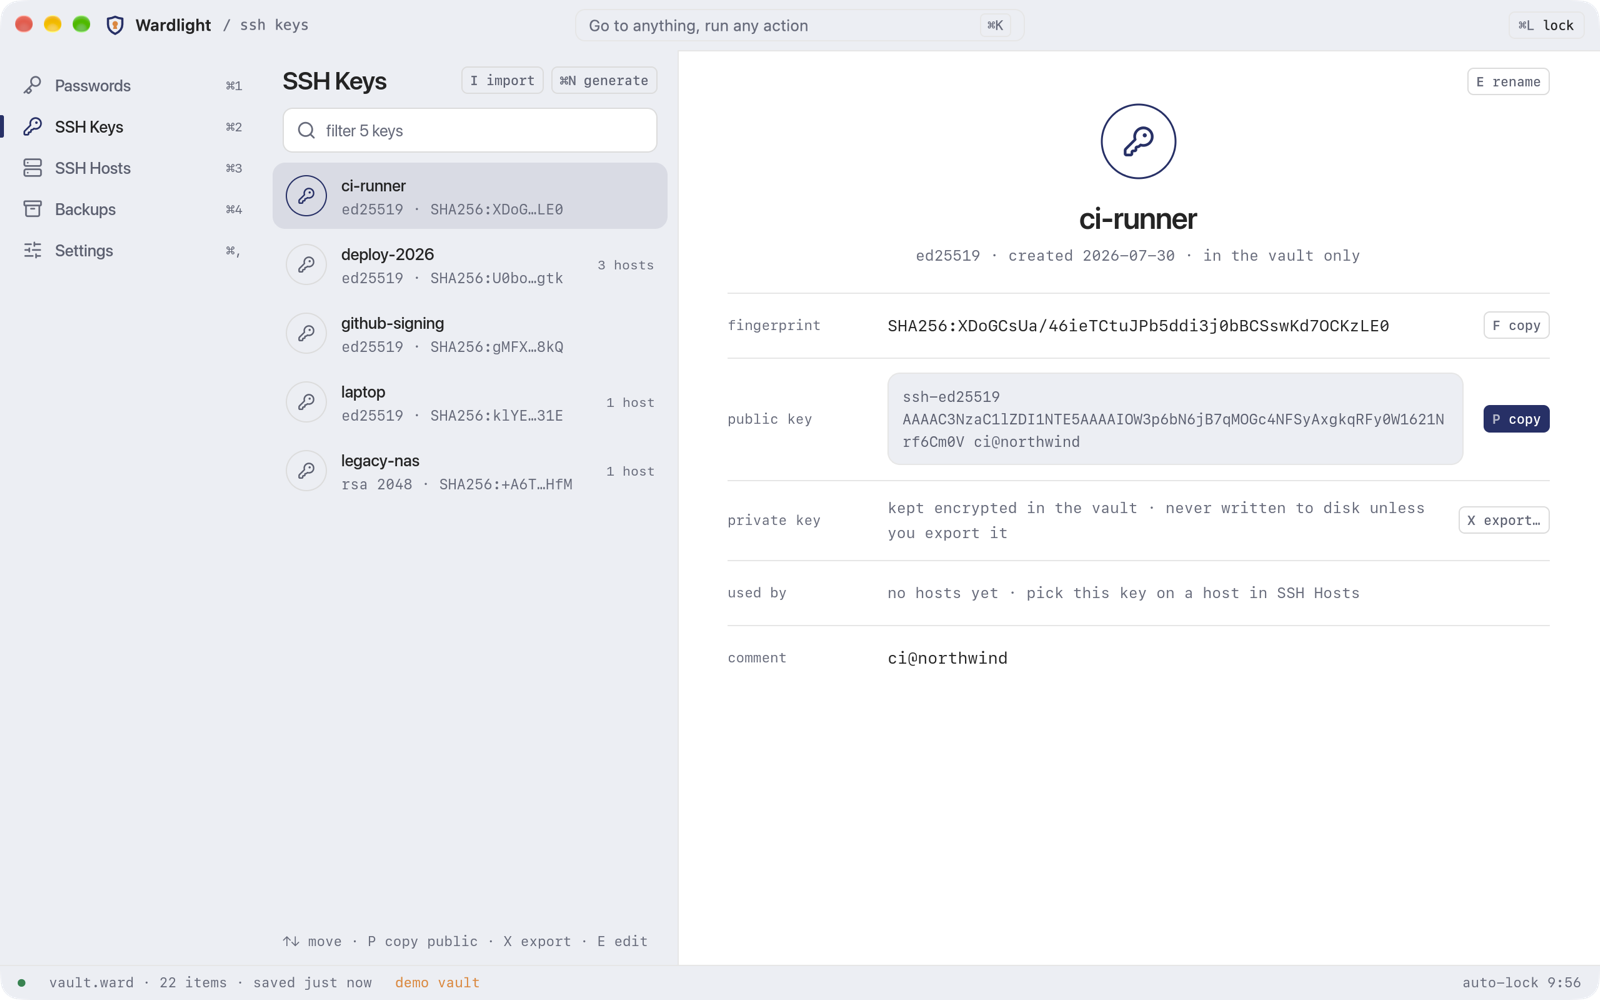 Wardlight / ssh keys
Go to anything, run any action ⌘K
⌘L lock
Passwords ⌘1
SSH Keys ⌘2
SSH Hosts ⌘3
Backups ⌘4
Settings ⌘,
SSH Keys
I import
⌘N generate
filter 5 keys
ci-runner
ed25519 · SHA256:XDoG…LE0
deploy-2026
ed25519 · SHA256:U0bo…gtk
3 hosts
github-signing
ed25519 · SHA256:gMFX…8kQ
laptop
ed25519 · SHA256:klYE…31E
1 host
legacy-nas
rsa 2048 · SHA256:+A6T…HfM
1 host
↑↓ move · P copy public · X export · E edit
E rename
ci-runner
ed25519 · created 2026-07-30 · in the vault only
fingerprint
SHA256:XDoGCsUa/46ieTCtuJPb5ddi3j0bBCSswKd7OCKzLE0
F copy
public key
ssh-ed25519
AAAAC3NzaC1lZDI1NTE5AAAAIOW3p6bN6jB7qMOGc4NFSyAxgkqRFy0W1621N
rf6Cm0V ci@northwind
P copy
private key
kept encrypted in the vault · never written to disk unless
you export it
X export…
used by
no hosts yet · pick this key on a host in SSH Hosts
comment
ci@northwind
vault.ward · 22 items · saved just now demo vault
auto-lock 9:56